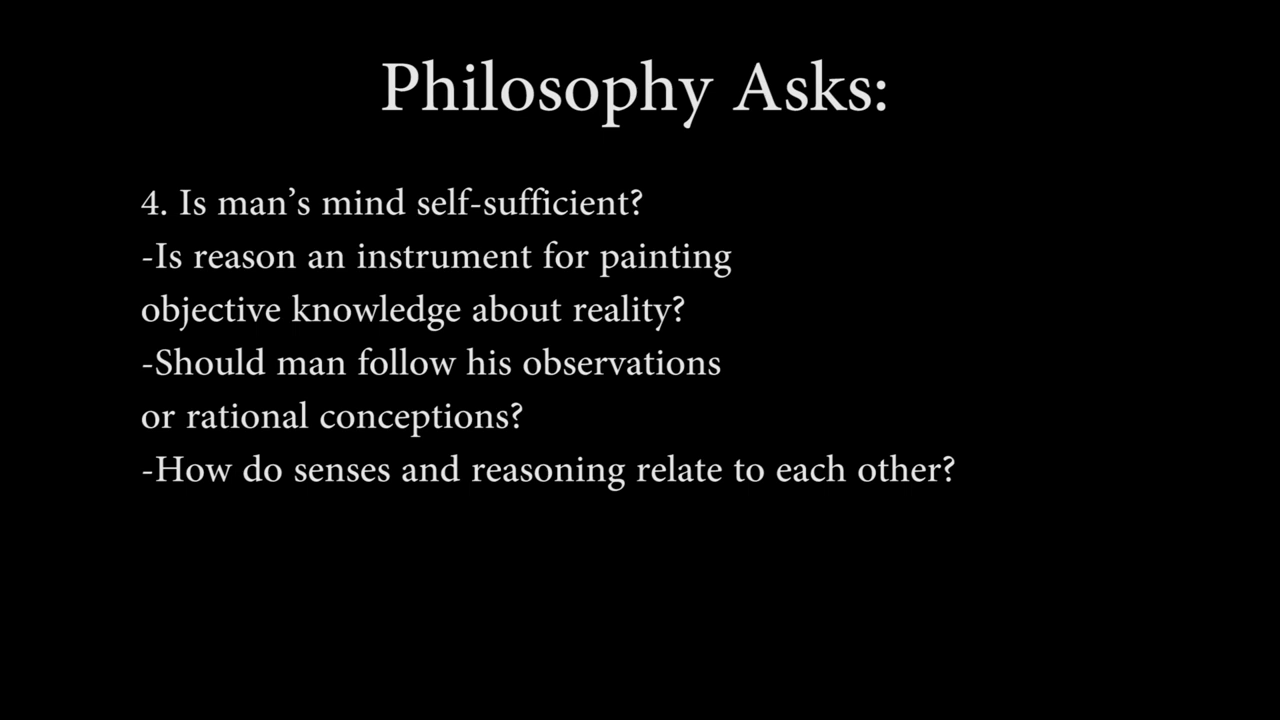 Philosophy Asks:
4. Is man’s mind self-sufficient?
-Is reason an instrument for painting
objective knowledge about reality?
-Should man follow his observations
or rational conceptions?
-How do senses and reasoning relate to each other?